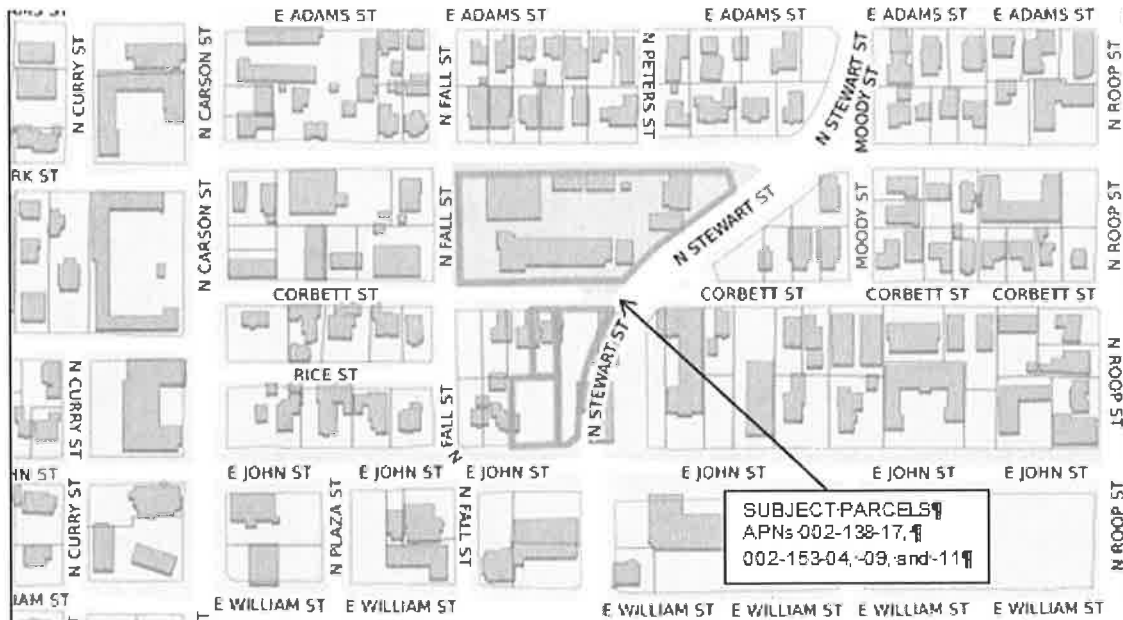 E ADAMS ST
E ADAMS ST
E ADAMS ST
E ADAMS ST
E ADAMS ST
N CURRY ST
N CARSON ST
N FALL ST
N PETERS ST
N STEWART ST
MOODY ST
N ROOP ST
RK ST
N CARSON ST
N FALL ST
N STEWART ST
MOODY ST
N ROOP ST
CORBETT ST
CORBETT ST
CORBETT ST
CORBETT ST
N CURRY ST
RICE ST
N FALL ST
N STEWART ST
N ROOP ST
HN ST
E JOHN ST
E JOHN ST
E JOHN ST
E JOHN ST
E JOHN ST
E JOHN ST
N CURRY ST
N PLAZA ST
N FALL ST
N ROOP ST
SUBJECT·PARCELS¶
APNs·002-138-17,·¶
002-153-04,·-09,·and·-11¶
IAM ST
E WILLIAM ST
E WILLIAM ST
E WILLIAM ST
E WILLIAM ST
E WILLIAM ST
E WILLIAM ST